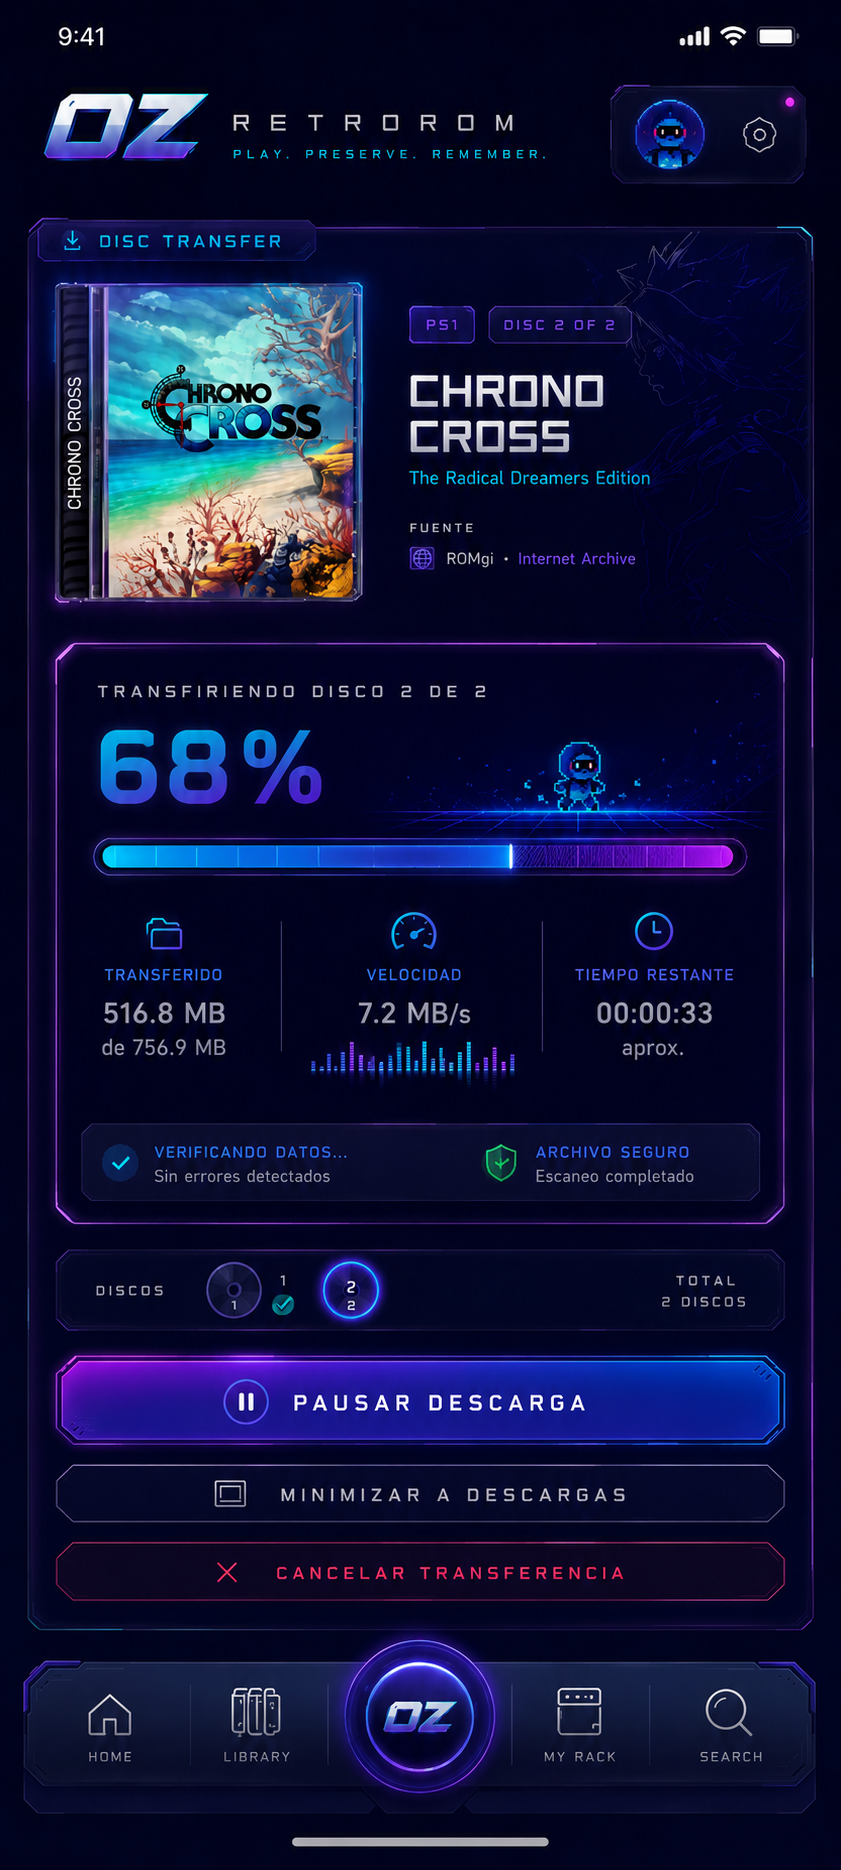 9:41
OZ
RETROROM
PLAY. PRESERVE. REMEMBER.
DISC TRANSFER
CHRONO CROSS
CHRONO
CROSS
PS1
DISC 2 OF 2
CHRONO
CROSS
The Radical Dreamers Edition
FUENTE
ROMgi • Internet Archive
TRANSFIRIENDO DISCO 2 DE 2
68%
TRANSFERIDO
516.8 MB
de 756.9 MB
VELOCIDAD
7.2 MB/s
TIEMPO RESTANTE
00:00:33
aprox.
VERIFICANDO DATOS...
Sin errores detectados
ARCHIVO SEGURO
Escaneo completado
DISCOS
1
1
2
2
TOTAL
2 DISCOS
PAUSAR DESCARGA
MINIMIZAR A DESCARGAS
CANCELAR TRANSFERENCIA
HOME
LIBRARY
OZ
MY RACK
SEARCH